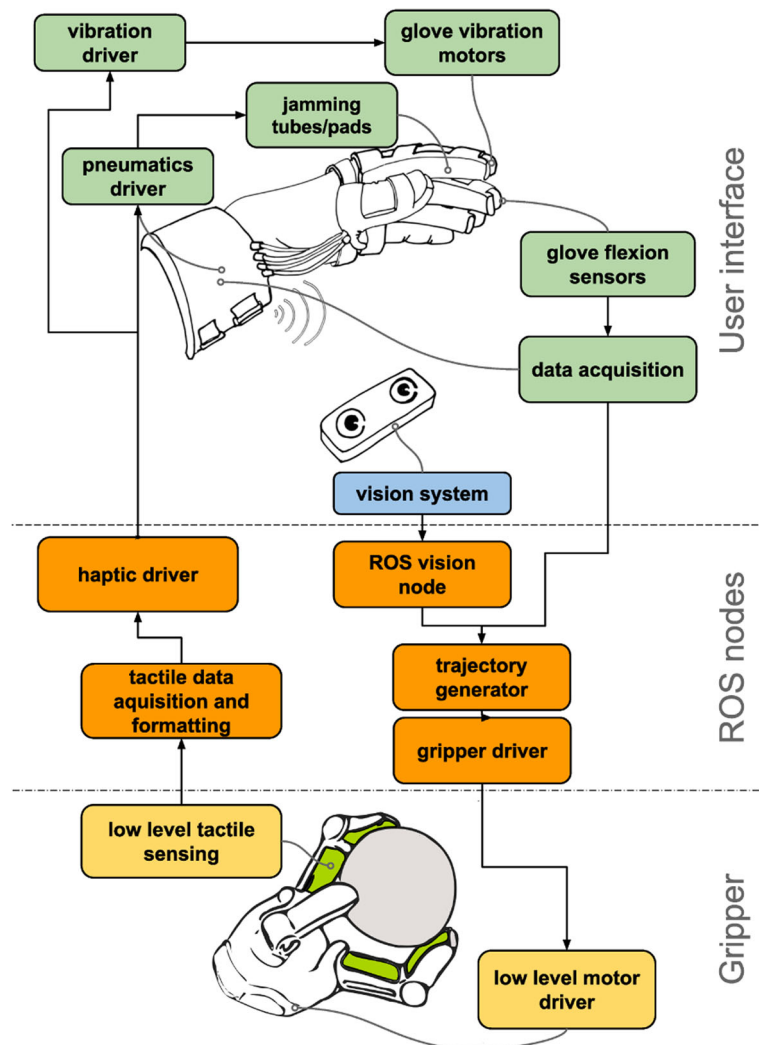 vibration
driver
glove vibration
motors
jamming
tubes/pads
pneumatics
driver
glove flexion
sensors
data acquisition
User interface
vision system
haptic driver
ROS vision
node
tactile data
aquisition and
formatting
trajectory
generator
gripper driver
ROS nodes
low level tactile
sensing
low level motor
driver
Gripper